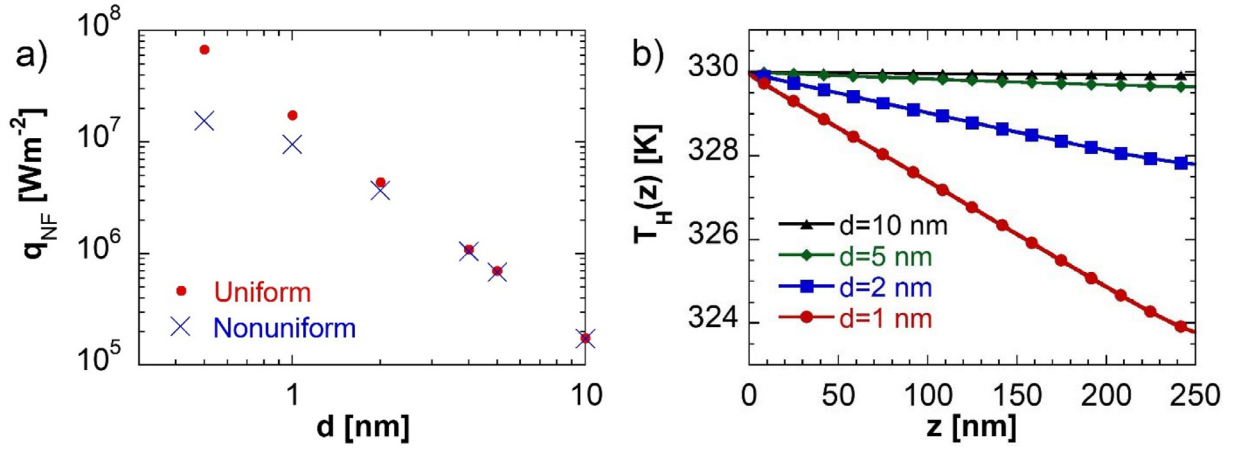 a)
10^8
10^7
10^6
10^5
q_NF [Wm^-2]
Uniform
Nonuniform
1
10
d [nm]
b)
330
328
326
324
T_H(z) [K]
d=10 nm
d=5 nm
d=2 nm
d=1 nm
0 50 100 150 200 250
z [nm]